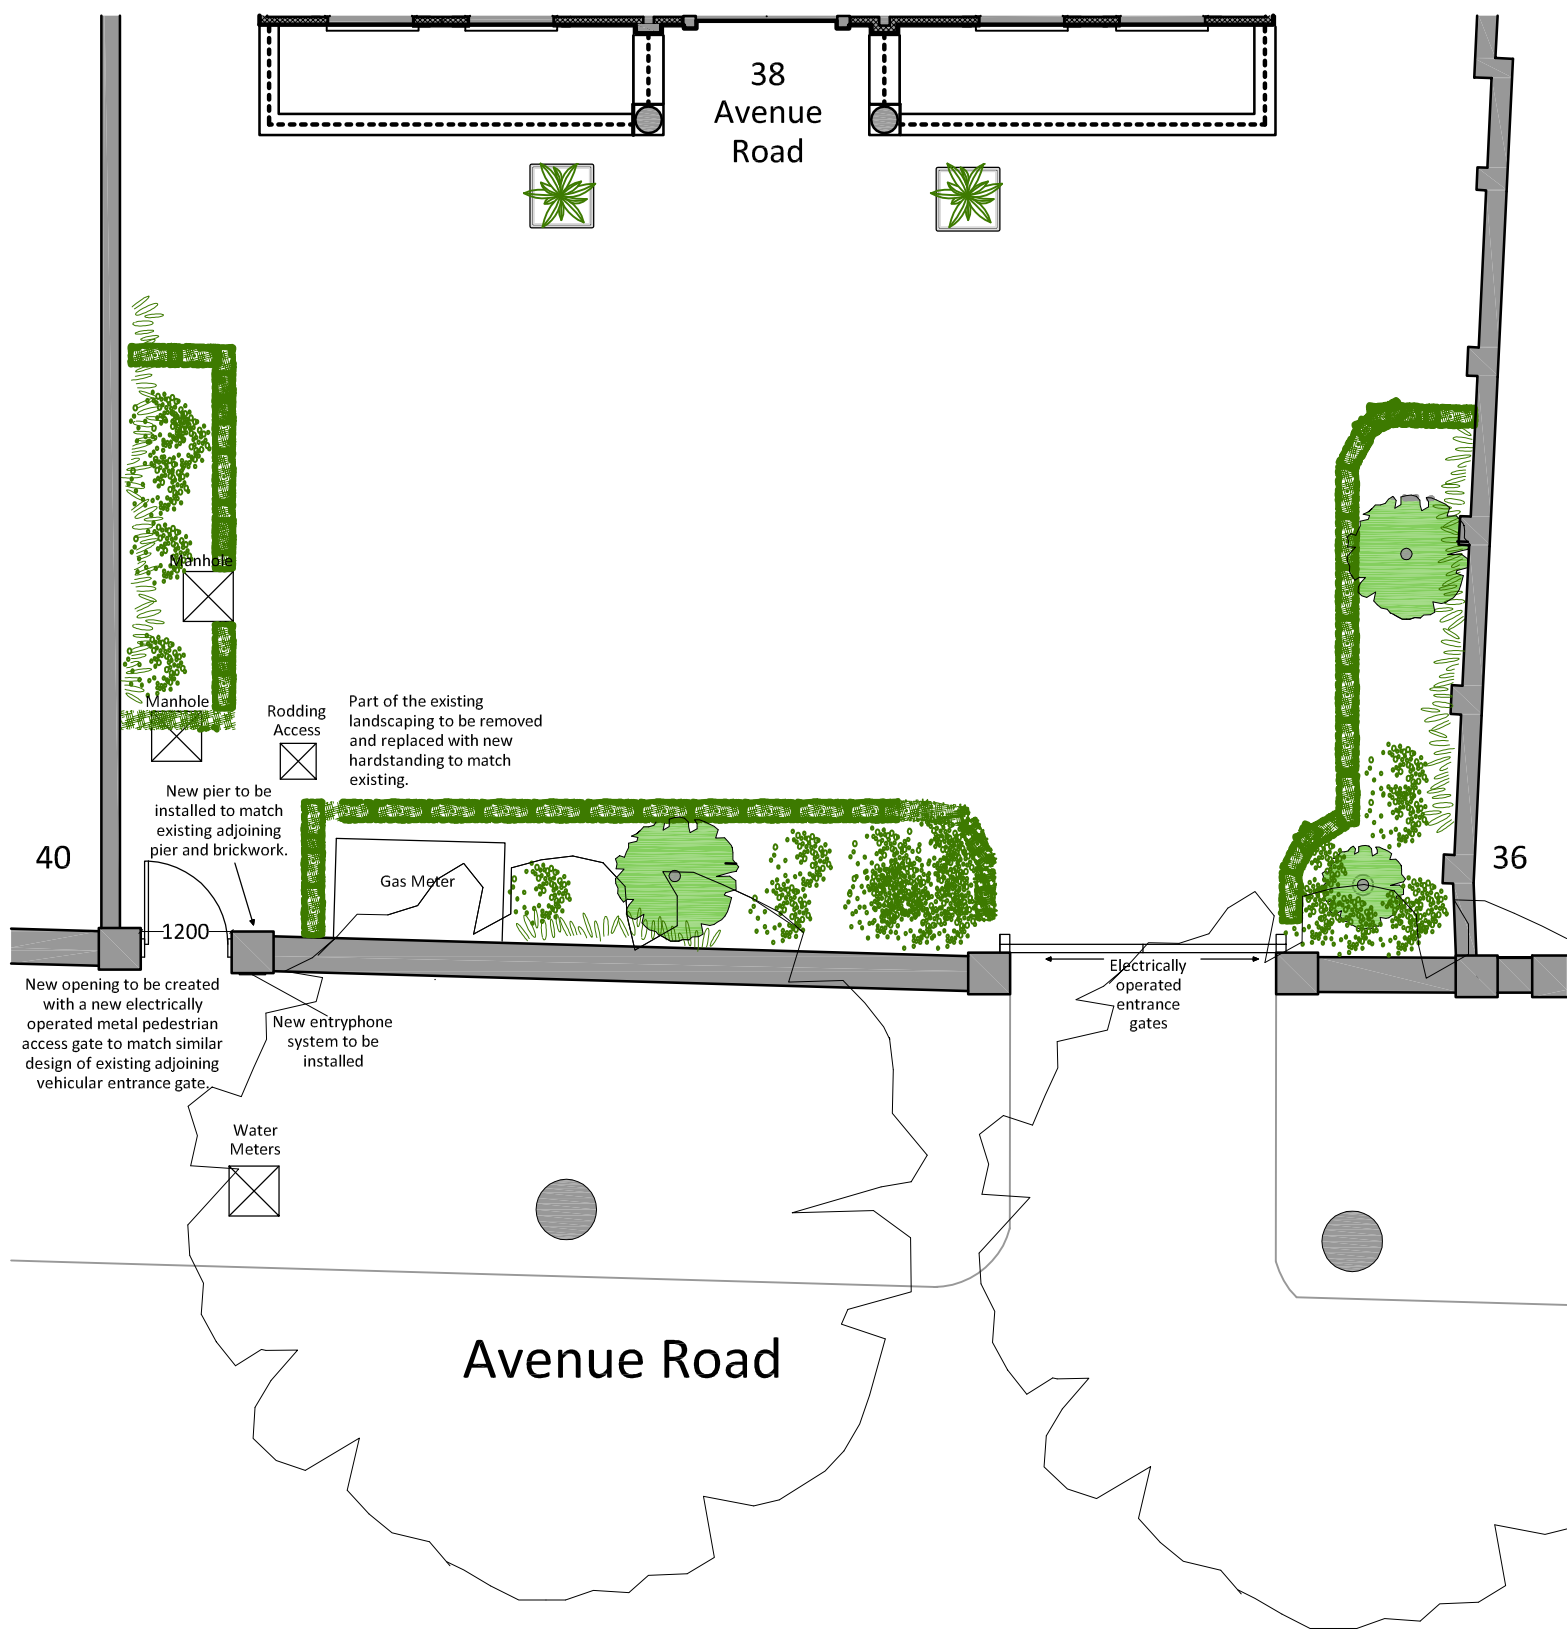 38
Avenue
Road
Manhole
Manhole
Rodding
Access
Part of the existing
landscaping to be removed
and replaced with new
hardstanding to match
existing.
New pier to be
installed to match
existing adjoining
pier and brickwork.
40
36
Gas Meter
1200
New opening to be created
with a new electrically
operated metal pedestrian
access gate to match similar
design of existing adjoining
vehicular entrance gate.
New entryphone
system to be
installed
Electrically
operated
entrance
gates
Water
Meters
Avenue Road